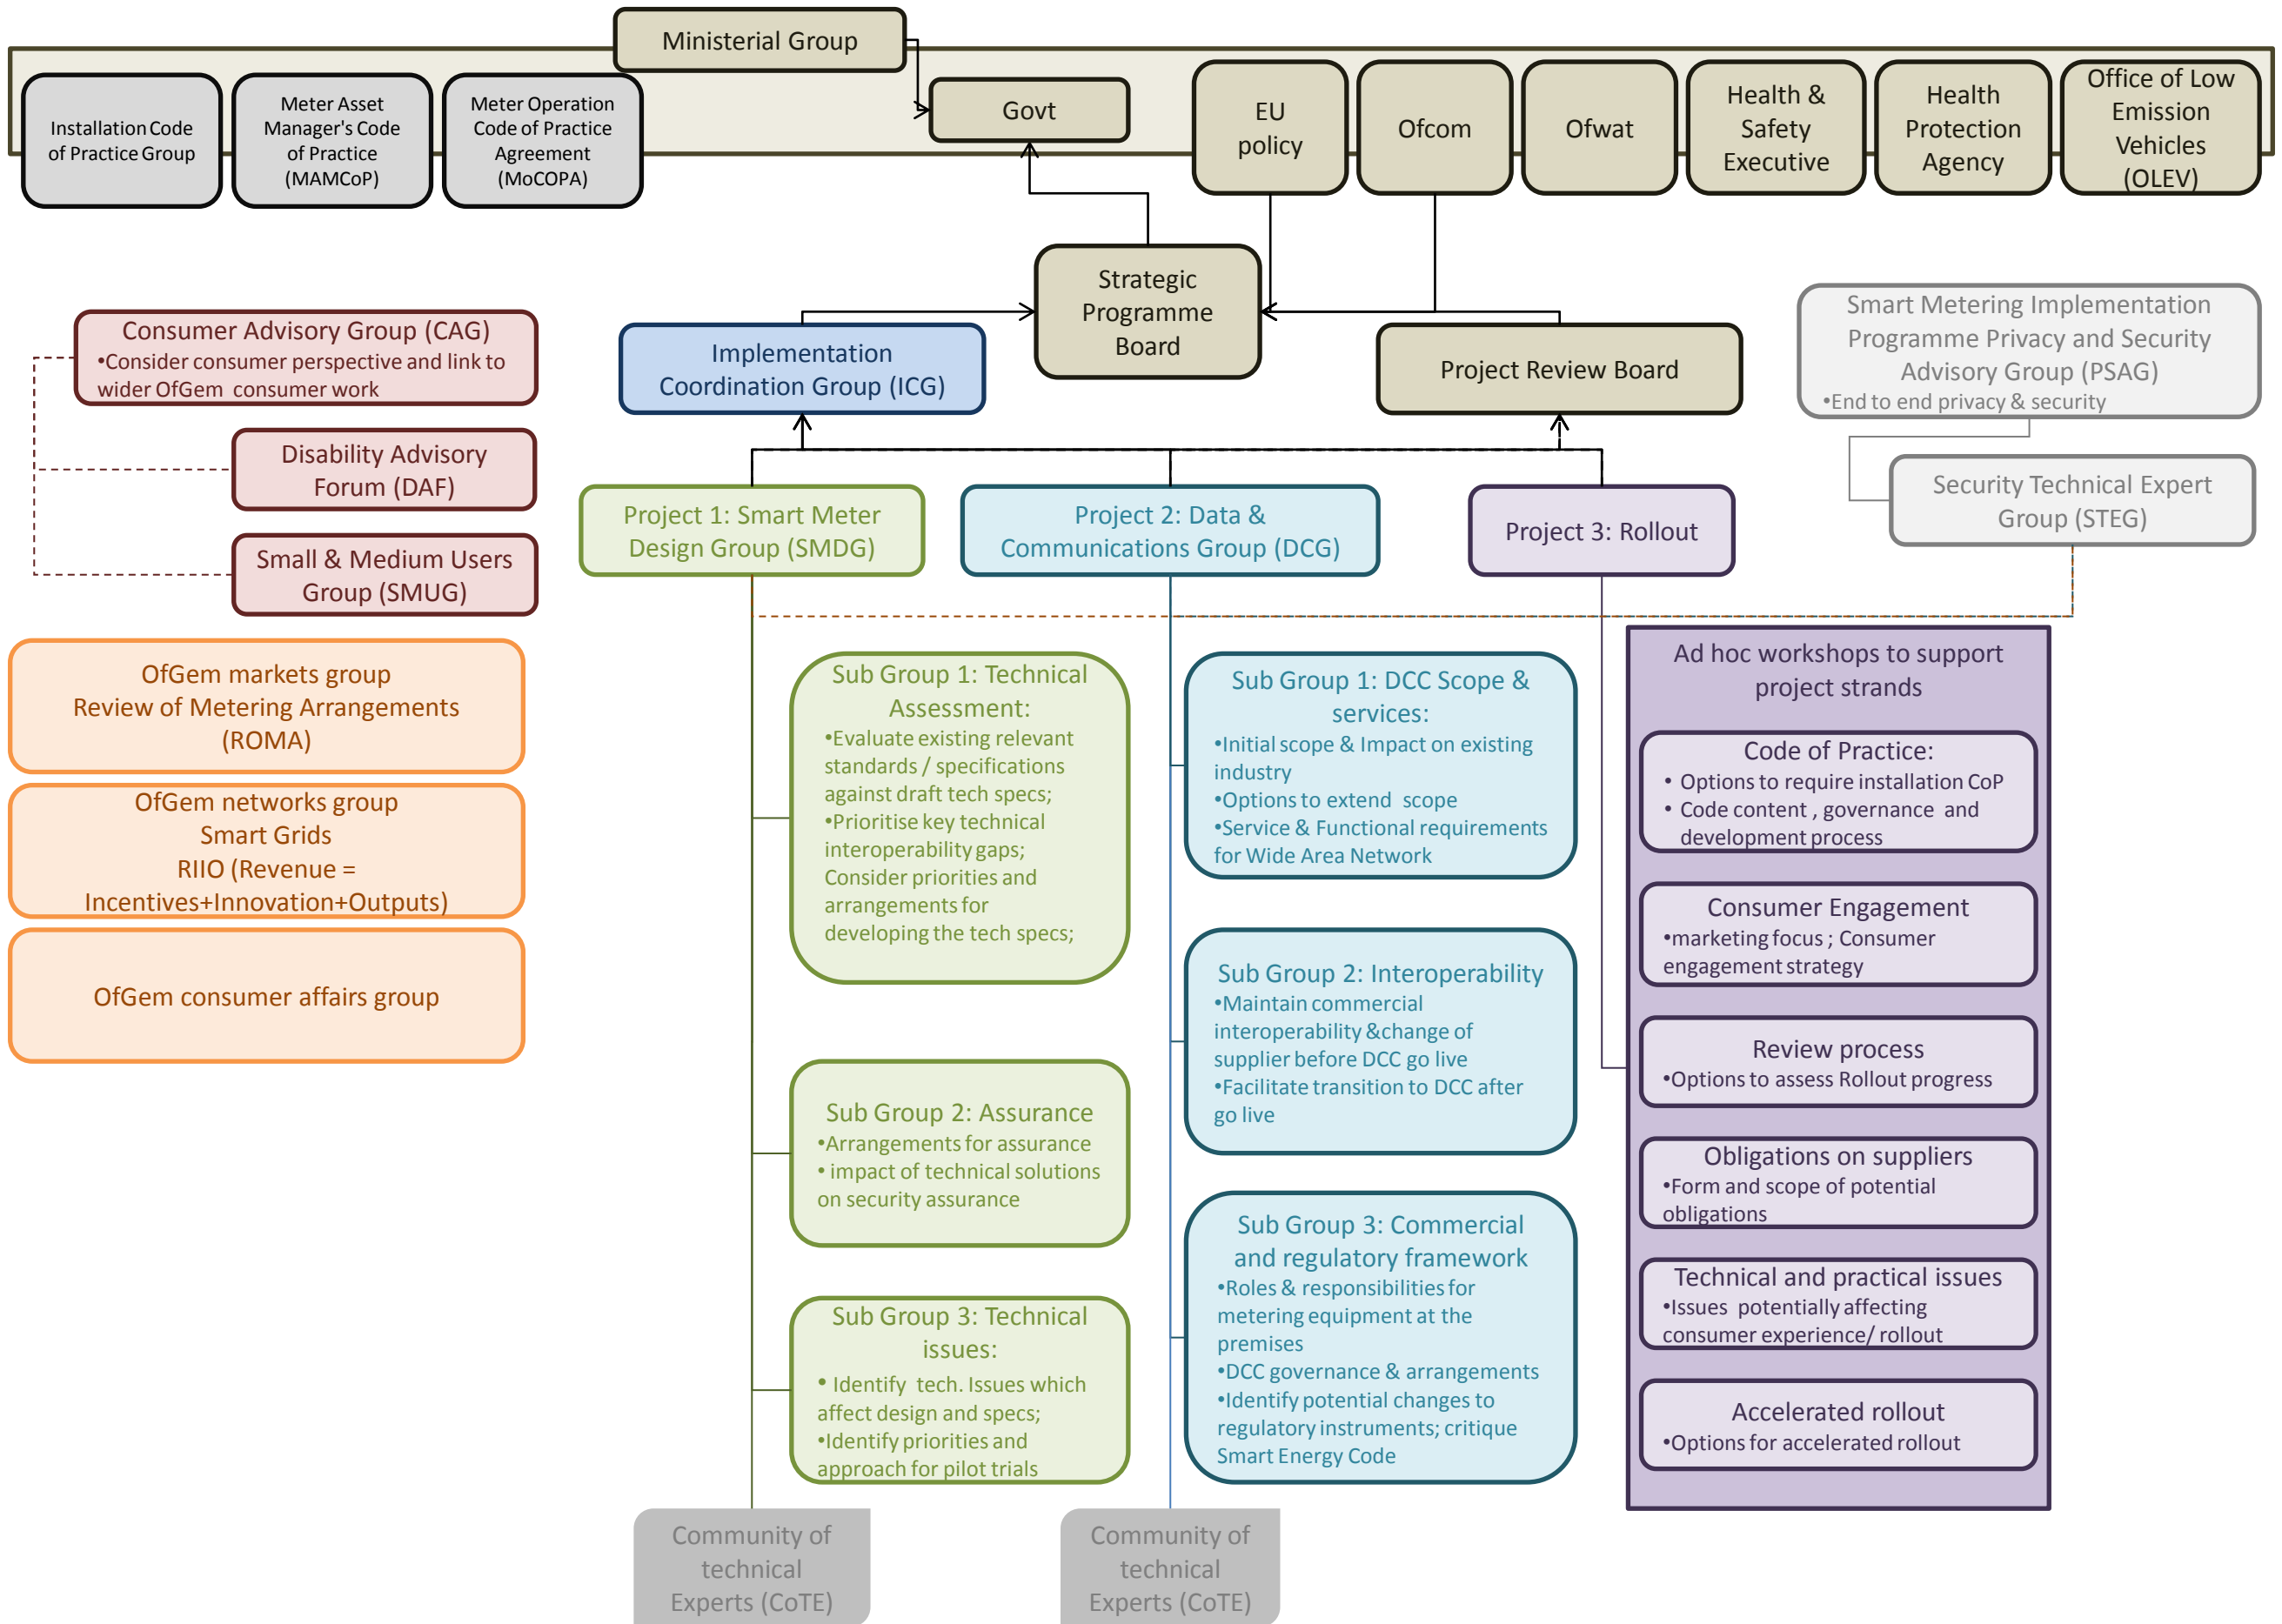 Ministerial Group
Installation Code
of Practice Group
Meter Asset
Manager's Code
of Practice
(MAMCoP)
Meter Operation
Code of Practice
Agreement
(MoCOPA)
Govt
EU
policy
Ofcom
Ofwat
Health &
Safety
Executive
Health
Protection
Agency
Office of Low
Emission
Vehicles
(OLEV)
Strategic
Programme
Board
Consumer Advisory Group (CAG)
•Consider consumer perspective and link to
wider OfGem consumer work
Disability Advisory
Forum (DAF)
Small & Medium Users
Group (SMUG)
Implementation
Coordination Group (ICG)
Project Review Board
Smart Metering Implementation
Programme Privacy and Security
Advisory Group (PSAG)
•End to end privacy & security
Security Technical Expert
Group (STEG)
Project 1: Smart Meter
Design Group (SMDG)
Project 2: Data &
Communications Group (DCG)
Project 3: Rollout
OfGem markets group
Review of Metering Arrangements
(ROMA)
OfGem networks group
Smart Grids
RIIO (Revenue =
Incentives+Innovation+Outputs)
OfGem consumer affairs group
Sub Group 1: Technical
Assessment:
•Evaluate existing relevant
standards / specifications
against draft tech specs;
•Prioritise key technical
interoperability gaps;
Consider priorities and
arrangements for
developing the tech specs;
Sub Group 2: Assurance
•Arrangements for assurance
• impact of technical solutions
on security assurance
Sub Group 3: Technical
issues:
• Identify tech. Issues which
affect design and specs;
•Identify priorities and
approach for pilot trials
Community of
technical
Experts (CoTE)
Sub Group 1: DCC Scope &
services:
•Initial scope & Impact on existing
industry
•Options to extend scope
•Service & Functional requirements
for Wide Area Network
Sub Group 2: Interoperability
•Maintain commercial
interoperability &change of
supplier before DCC go live
•Facilitate transition to DCC after
go live
Sub Group 3: Commercial
and regulatory framework
•Roles & responsibilities for
metering equipment at the
premises
•DCC governance & arrangements
•Identify potential changes to
regulatory instruments; critique
Smart Energy Code
Community of
technical
Experts (CoTE)
Ad hoc workshops to support
project strands
Code of Practice:
• Options to require installation CoP
• Code content , governance and
development process
Consumer Engagement
•marketing focus ; Consumer
engagement strategy
Review process
•Options to assess Rollout progress
Obligations on suppliers
•Form and scope of potential
obligations
Technical and practical issues
•Issues potentially affecting
consumer experience/ rollout
Accelerated rollout
•Options for accelerated rollout